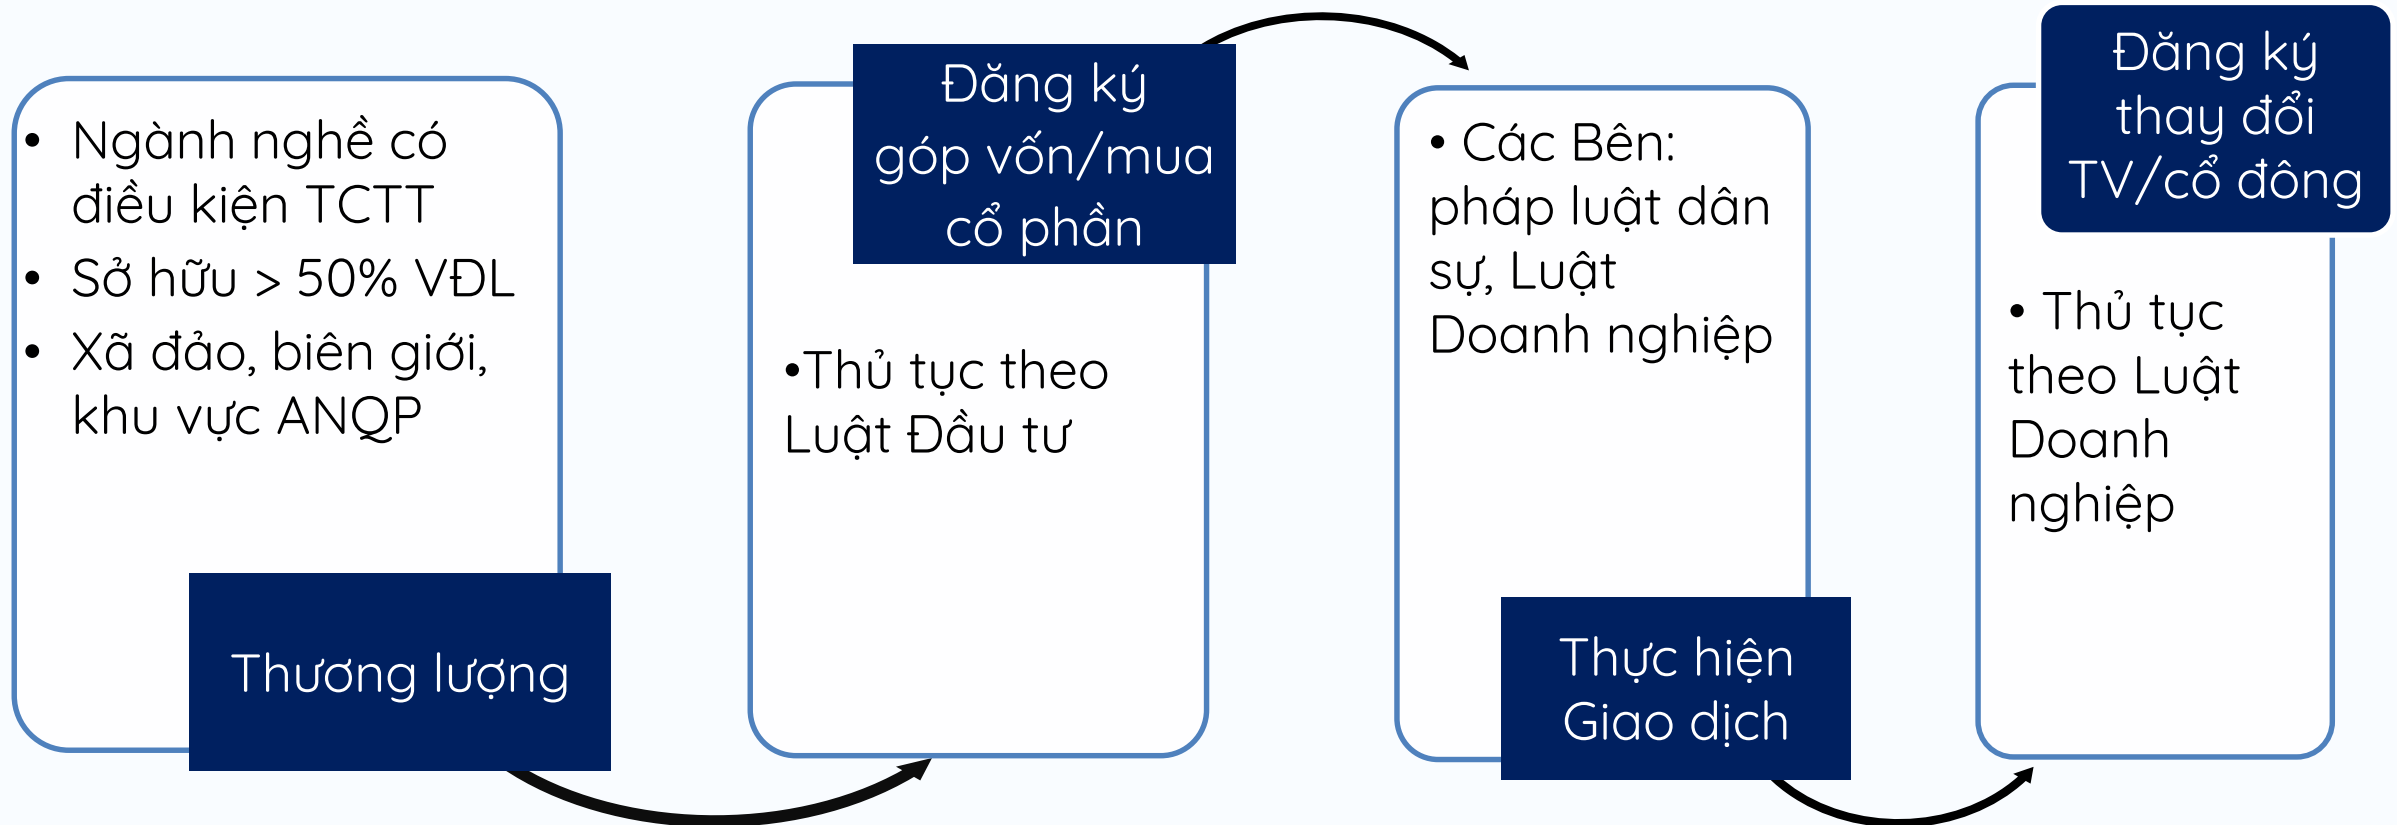 • Ngành nghề có
điều kiện TCTT
• Sở hữu > 50% VĐL
• Xã đảo, biên giới,
khu vực ANQP
Thương lượng
Đăng ký
góp vốn/mua
cổ phần
•Thủ tục theo
Luật Đầu tư
• Các Bên:
pháp luật dân
sự, Luật
Doanh nghiệp
Thực hiện
Giao dịch
Đăng ký
thay đổi
TV/cổ đông
• Thủ tục
theo Luật
Doanh
nghiệp